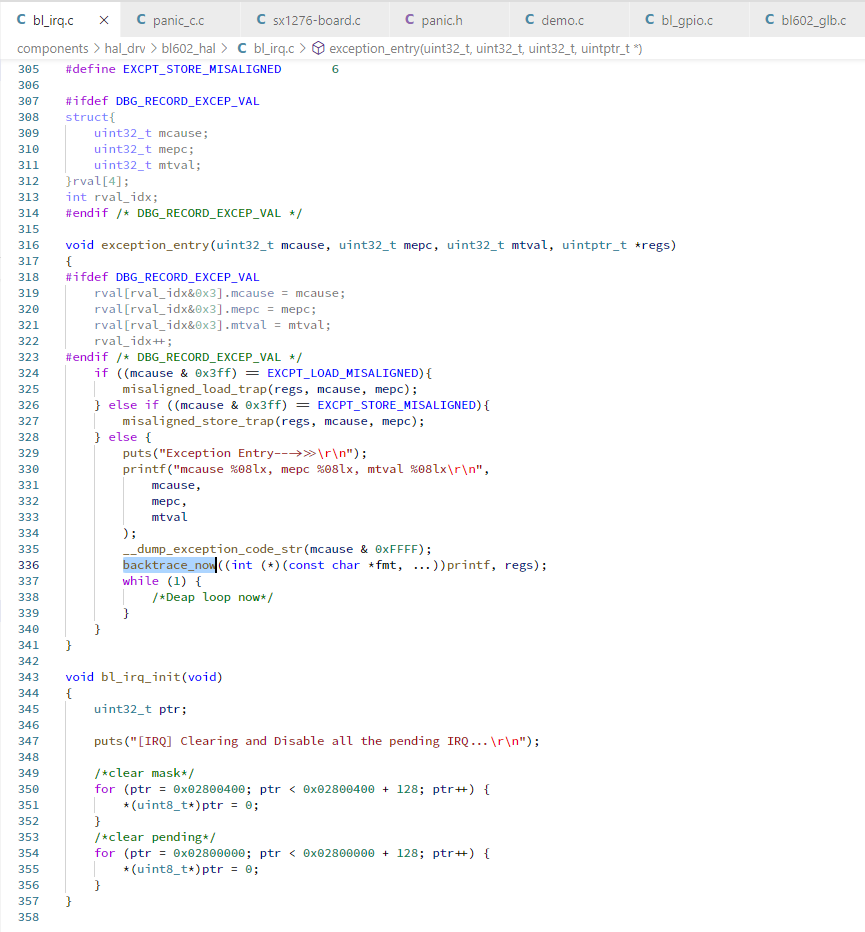 C bl_irq.c ×  C panic_c.c  C sx1276-board.c  C panic.h  C demo.c  C bl_gpio.c  C bl602_glb.c
components > hal_drv > bl602_hal > C bl_irq.c > exception_entry(uint32_t, uint32_t, uint32_t, uintptr_t *)
305 #define EXCPT_STORE_MISALIGNED       6
306
307 #ifdef DBG_RECORD_EXCEP_VAL
308 struct{
309     uint32_t mcause;
310     uint32_t mepc;
311     uint32_t mtval;
312 }rval[4];
313 int rval_idx;
314 #endif /* DBG_RECORD_EXCEP_VAL */
315
316 void exception_entry(uint32_t mcause, uint32_t mepc, uint32_t mtval, uintptr_t *regs)
317 {
318 #ifdef DBG_RECORD_EXCEP_VAL
319     rval[rval_idx&0x3].mcause = mcause;
320     rval[rval_idx&0x3].mepc = mepc;
321     rval[rval_idx&0x3].mtval = mtval;
322     rval_idx++;
323 #endif /* DBG_RECORD_EXCEP_VAL */
324     if ((mcause & 0x3ff) == EXCPT_LOAD_MISALIGNED){
325         misaligned_load_trap(regs, mcause, mepc);
326     } else if ((mcause & 0x3ff) == EXCPT_STORE_MISALIGNED){
327         misaligned_store_trap(regs, mcause, mepc);
328     } else {
329         puts("Exception Entry--->>>\r\n");
330         printf("mcause %08lx, mepc %08lx, mtval %08lx\r\n",
331             mcause,
332             mepc,
333             mtval
334         );
335         __dump_exception_code_str(mcause & 0xFFFF);
336         backtrace_now((int (*)(const char *fmt, ...))printf, regs);
337         while (1) {
338             /*Deap loop now*/
339         }
340     }
341 }
342
343 void bl_irq_init(void)
344 {
345     uint32_t ptr;
346
347     puts("[IRQ] Clearing and Disable all the pending IRQ...\r\n");
348
349     /*clear mask*/
350     for (ptr = 0x02800400; ptr < 0x02800400 + 128; ptr++) {
351         *(uint8_t*)ptr = 0;
352     }
353     /*clear pending*/
354     for (ptr = 0x02800000; ptr < 0x02800000 + 128; ptr++) {
355         *(uint8_t*)ptr = 0;
356     }
357 }
358